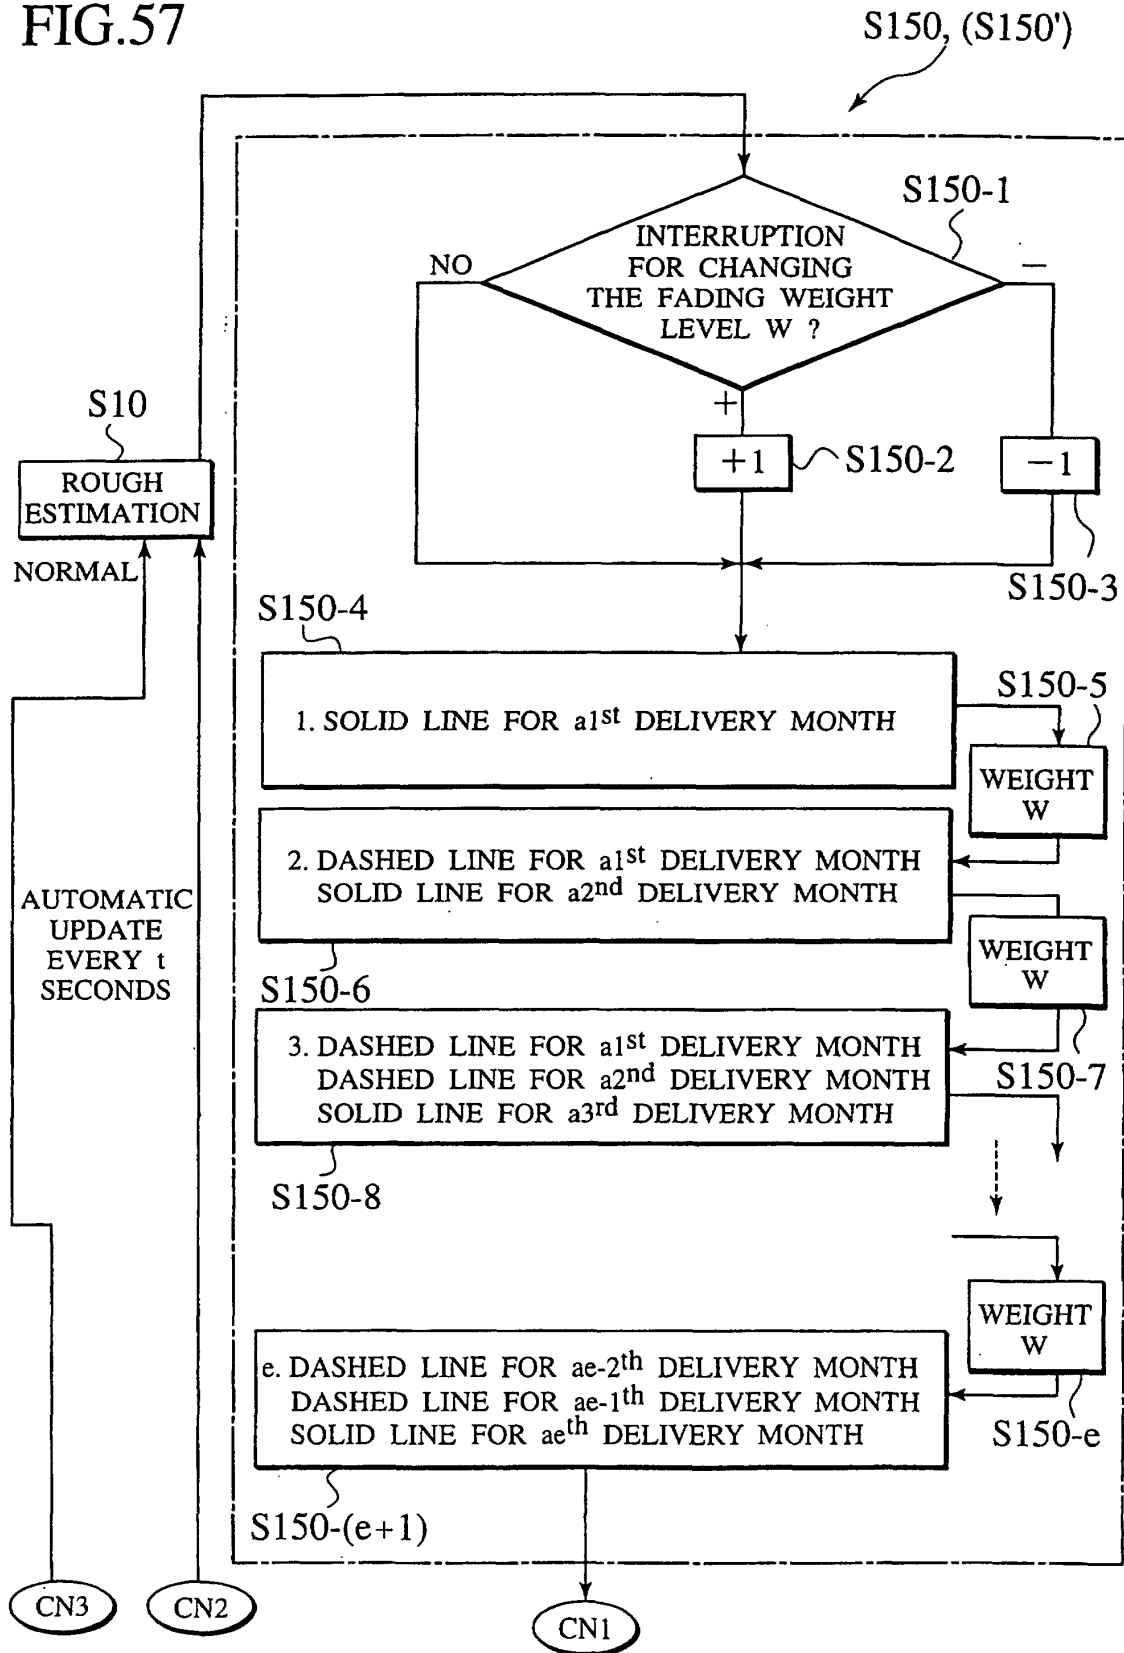 FIG.57
S150, (S150')
S150-1
INTERRUPTION
FOR CHANGING
THE FADING WEIGHT
LEVEL W ?
NO
−
+
S10
ROUGH
ESTIMATION
+1
S150-2
−1
NORMAL
S150-3
S150-4
1. SOLID LINE FOR a1st DELIVERY MONTH
S150-5
WEIGHT
W
2. DASHED LINE FOR a1st DELIVERY MONTH
SOLID LINE FOR a2nd DELIVERY MONTH
AUTOMATIC
UPDATE
EVERY t
SECONDS
WEIGHT
W
S150-6
3. DASHED LINE FOR a1st DELIVERY MONTH
DASHED LINE FOR a2nd DELIVERY MONTH
SOLID LINE FOR a3rd DELIVERY MONTH
S150-7
S150-8
WEIGHT
W
e. DASHED LINE FOR ae-2th DELIVERY MONTH
DASHED LINE FOR ae-1th DELIVERY MONTH
SOLID LINE FOR aeth DELIVERY MONTH
S150-e
S150-(e+1)
CN3
CN2
CN1